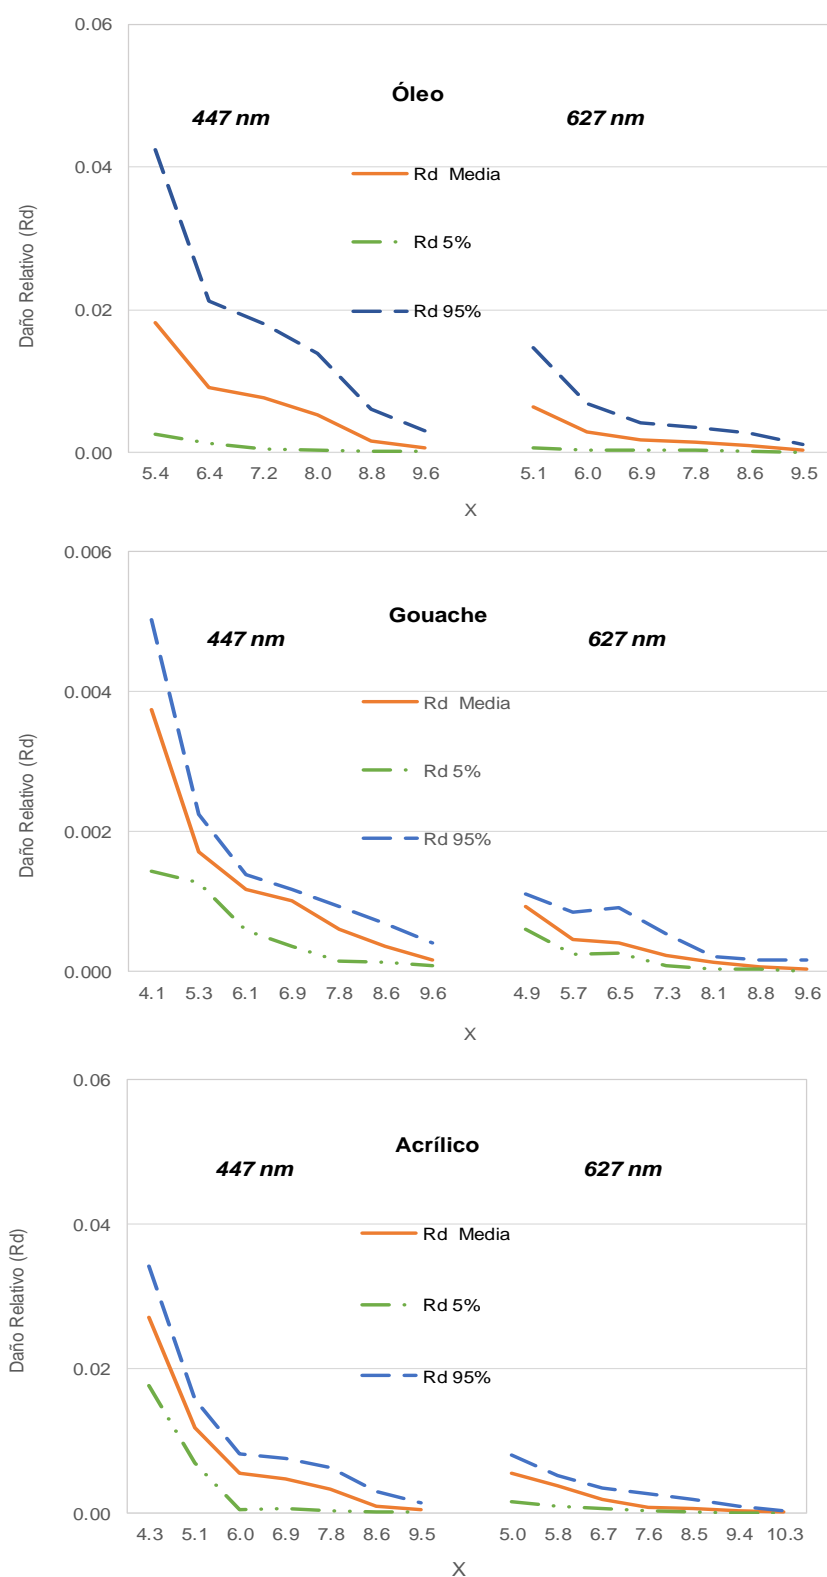 0.06
Óleo
447 nm
627 nm
0.04
Rd Media
Rd 5%
0.02
Rd 95%
0.00
Daño Relativo (Rd)
5.4 6.4 7.2 8.0 8.8 9.6 5.1 6.0 6.9 7.8 8.6 9.5
X
0.006
Gouache
447 nm
627 nm
0.004
Rd Media
Rd 5%
0.002
Rd 95%
0.000
Daño Relativo (Rd)
4.1 5.3 6.1 6.9 7.8 8.6 9.6 4.9 5.7 6.5 7.3 8.1 8.8 9.6
X
0.06
Acrílico
447 nm
627 nm
0.04
Rd Media
Rd 5%
0.02
Rd 95%
0.00
Daño Relativo (Rd)
4.3 5.1 6.0 6.9 7.8 8.6 9.5 5.0 5.8 6.7 7.6 8.5 9.4 10.3
X